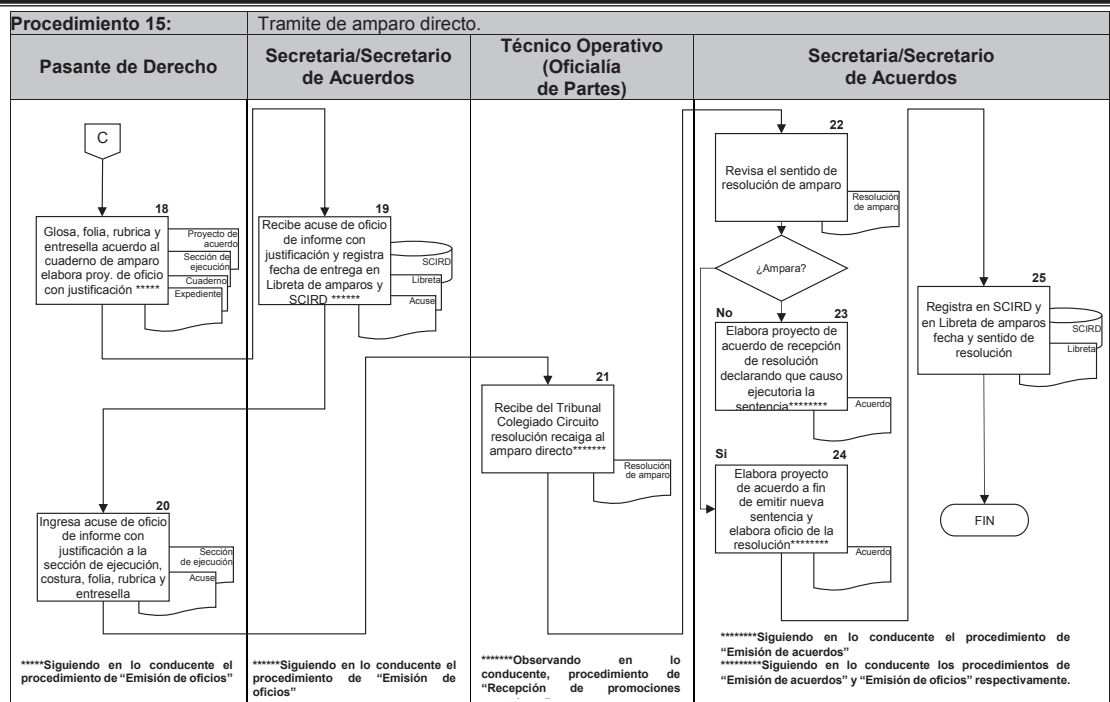 Procedimiento 15: Tramite de amparo directo.
Pasante de Derecho
Secretaria/Secretario
de Acuerdos
Técnico Operativo
(Oficialía
de Partes)
Secretaria/Secretario
de Acuerdos
C
18
Glosa, folia, rubrica y
entresella acuerdo al
cuaderno de amparo
elabora proy. de oficio
con justificación *****
Proyecto de
acuerdo
Sección de
ejecución
Cuaderno
Expediente
19
Recibe acuse de oficio
de informe con
justificación y registra
fecha de entrega en
Libreta de amparos y
SCIRD ******
SCIRD
Libreta
Acuse
20
Ingresa acuse de oficio
de informe con
justificación a la
sección de ejecución,
costura, folia, rubrica y
entresella
Sección
de ejecución
Acuse
21
Recibe del Tribunal
Colegiado Circuito
resolución recaiga al
amparo directo*******
Resolución
de amparo
22
Revisa el sentido de
resolución de amparo
Resolución
de amparo
¿Ampara?
No
23
Elabora proyecto de
acuerdo de recepción
de resolución
declarando que causo
ejecutoria la
sentencia********
Acuerdo
Si
24
Elabora proyecto
de acuerdo a fin
de emitir nueva
sentencia y
elabora oficio de la
resolución********
Acuerdo
25
Registra en SCIRD y
en Libreta de amparos
fecha y sentido de
resolución
SCIRD
Libreta
FIN
*****Siguiendo en lo conducente el
procedimiento de “Emisión de oficios”
******Siguiendo en lo conducente el
procedimiento de “Emisión de
oficios”
*******Observando en lo
conducente, procedimiento de
“Recepción de promociones
********Siguiendo en lo conducente el procedimiento de
“Emisión de acuerdos”
*********Siguiendo en lo conducente los procedimientos de
“Emisión de acuerdos” y “Emisión de oficios” respectivamente.